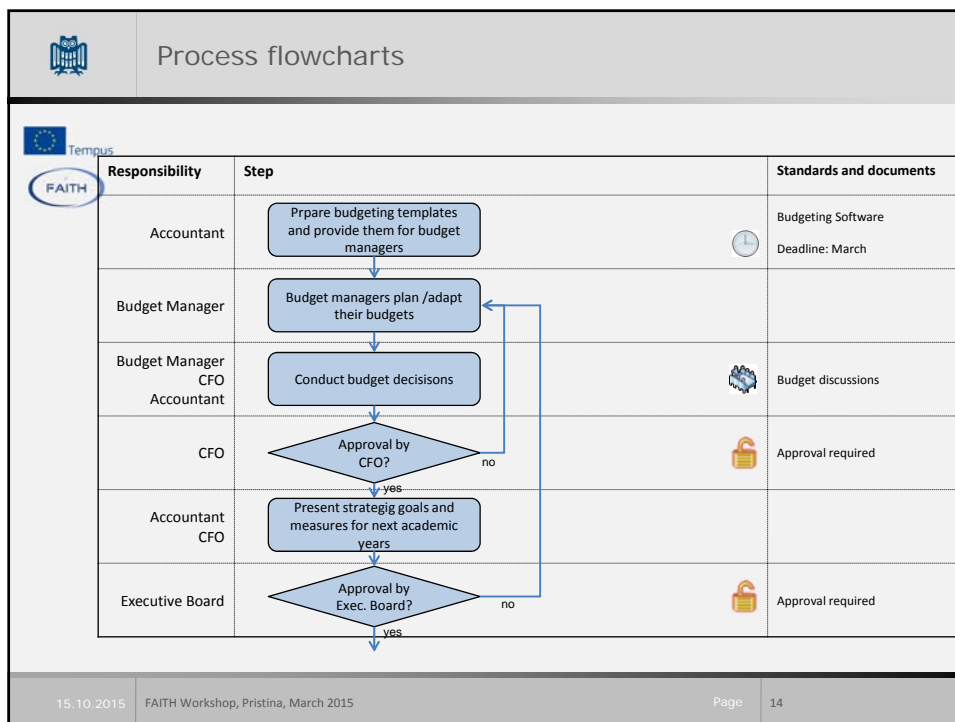 Process flowcharts
Tempus
FAITH
Responsibility
Step
Standards and documents
Accountant
Prpare budgeting templates
and provide them for budget
managers
Budgeting Software
Deadline: March
Budget Manager
Budget managers plan /adapt
their budgets
Budget Manager
CFO
Accountant
Conduct budget decisisons
Budget discussions
CFO
Approval by
CFO?
no
Approval required
yes
Accountant
CFO
Present strategig goals and
measures for next academic
years
Executive Board
Approval by
Exec. Board?
no
Approval required
yes
15.10.2015
FAITH Workshop, Pristina, March 2015
Page
14